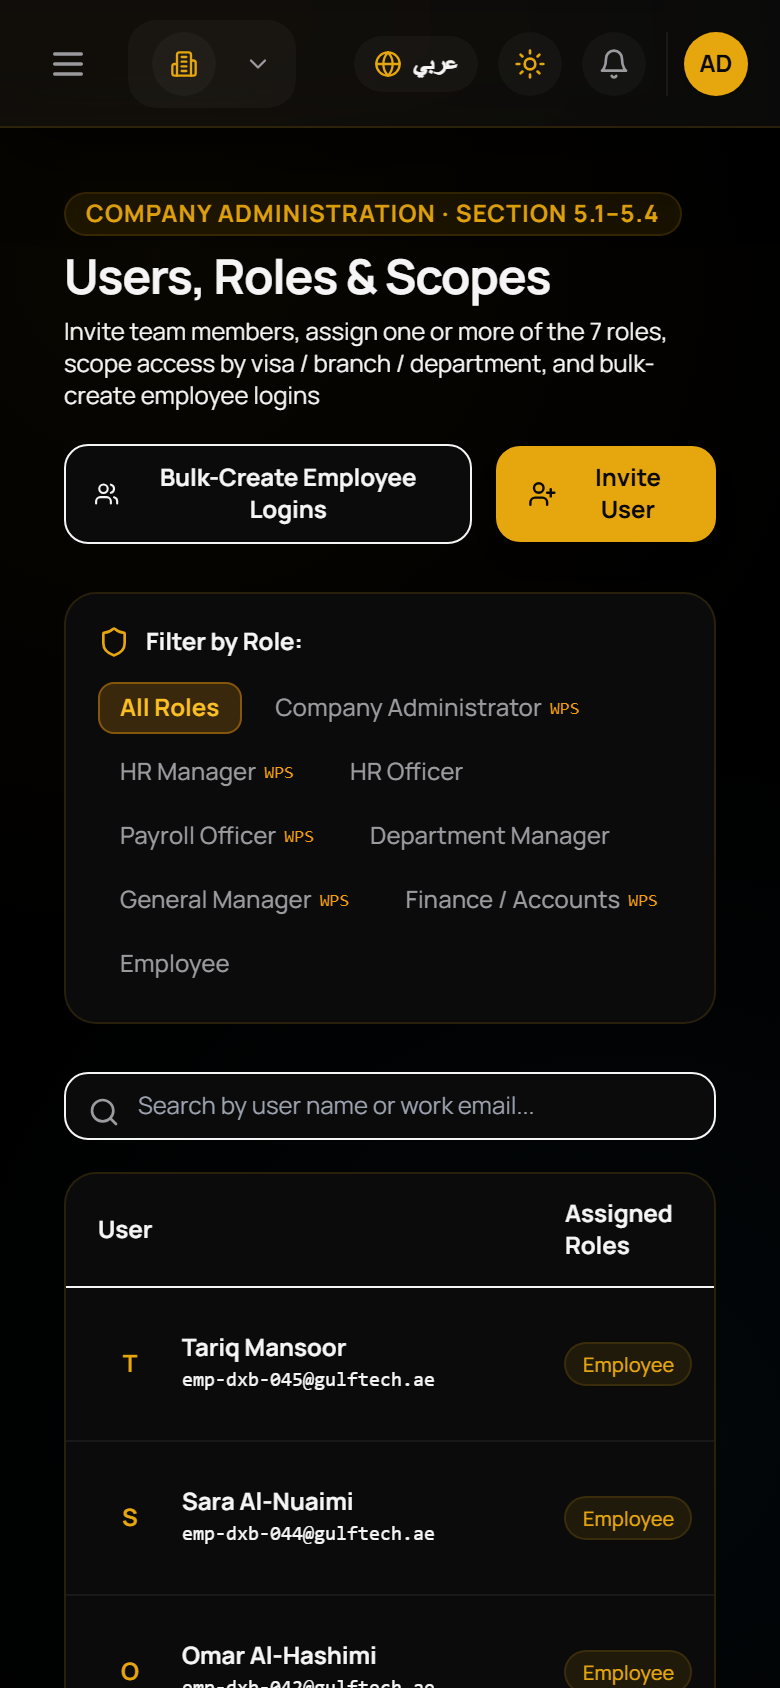 عربي
AD
COMPANY ADMINISTRATION · SECTION 5.1–5.4
Users, Roles & Scopes
Invite team members, assign one or more of the 7 roles,
scope access by visa / branch / department, and bulk-
create employee logins
Bulk-Create Employee
Logins
Invite
User
Filter by Role:
All Roles
Company Administrator WPS
HR Manager WPS
HR Officer
Payroll Officer WPS
Department Manager
General Manager WPS
Finance / Accounts WPS
Employee
Search by user name or work email...
User
Assigned
Roles
T
Tariq Mansoor
emp-dxb-045@gulftech.ae
Employee
S
Sara Al-Nuaimi
emp-dxb-044@gulftech.ae
Employee
O
Omar Al-Hashimi
emp-dxb-042@gulftech.ae
Employee